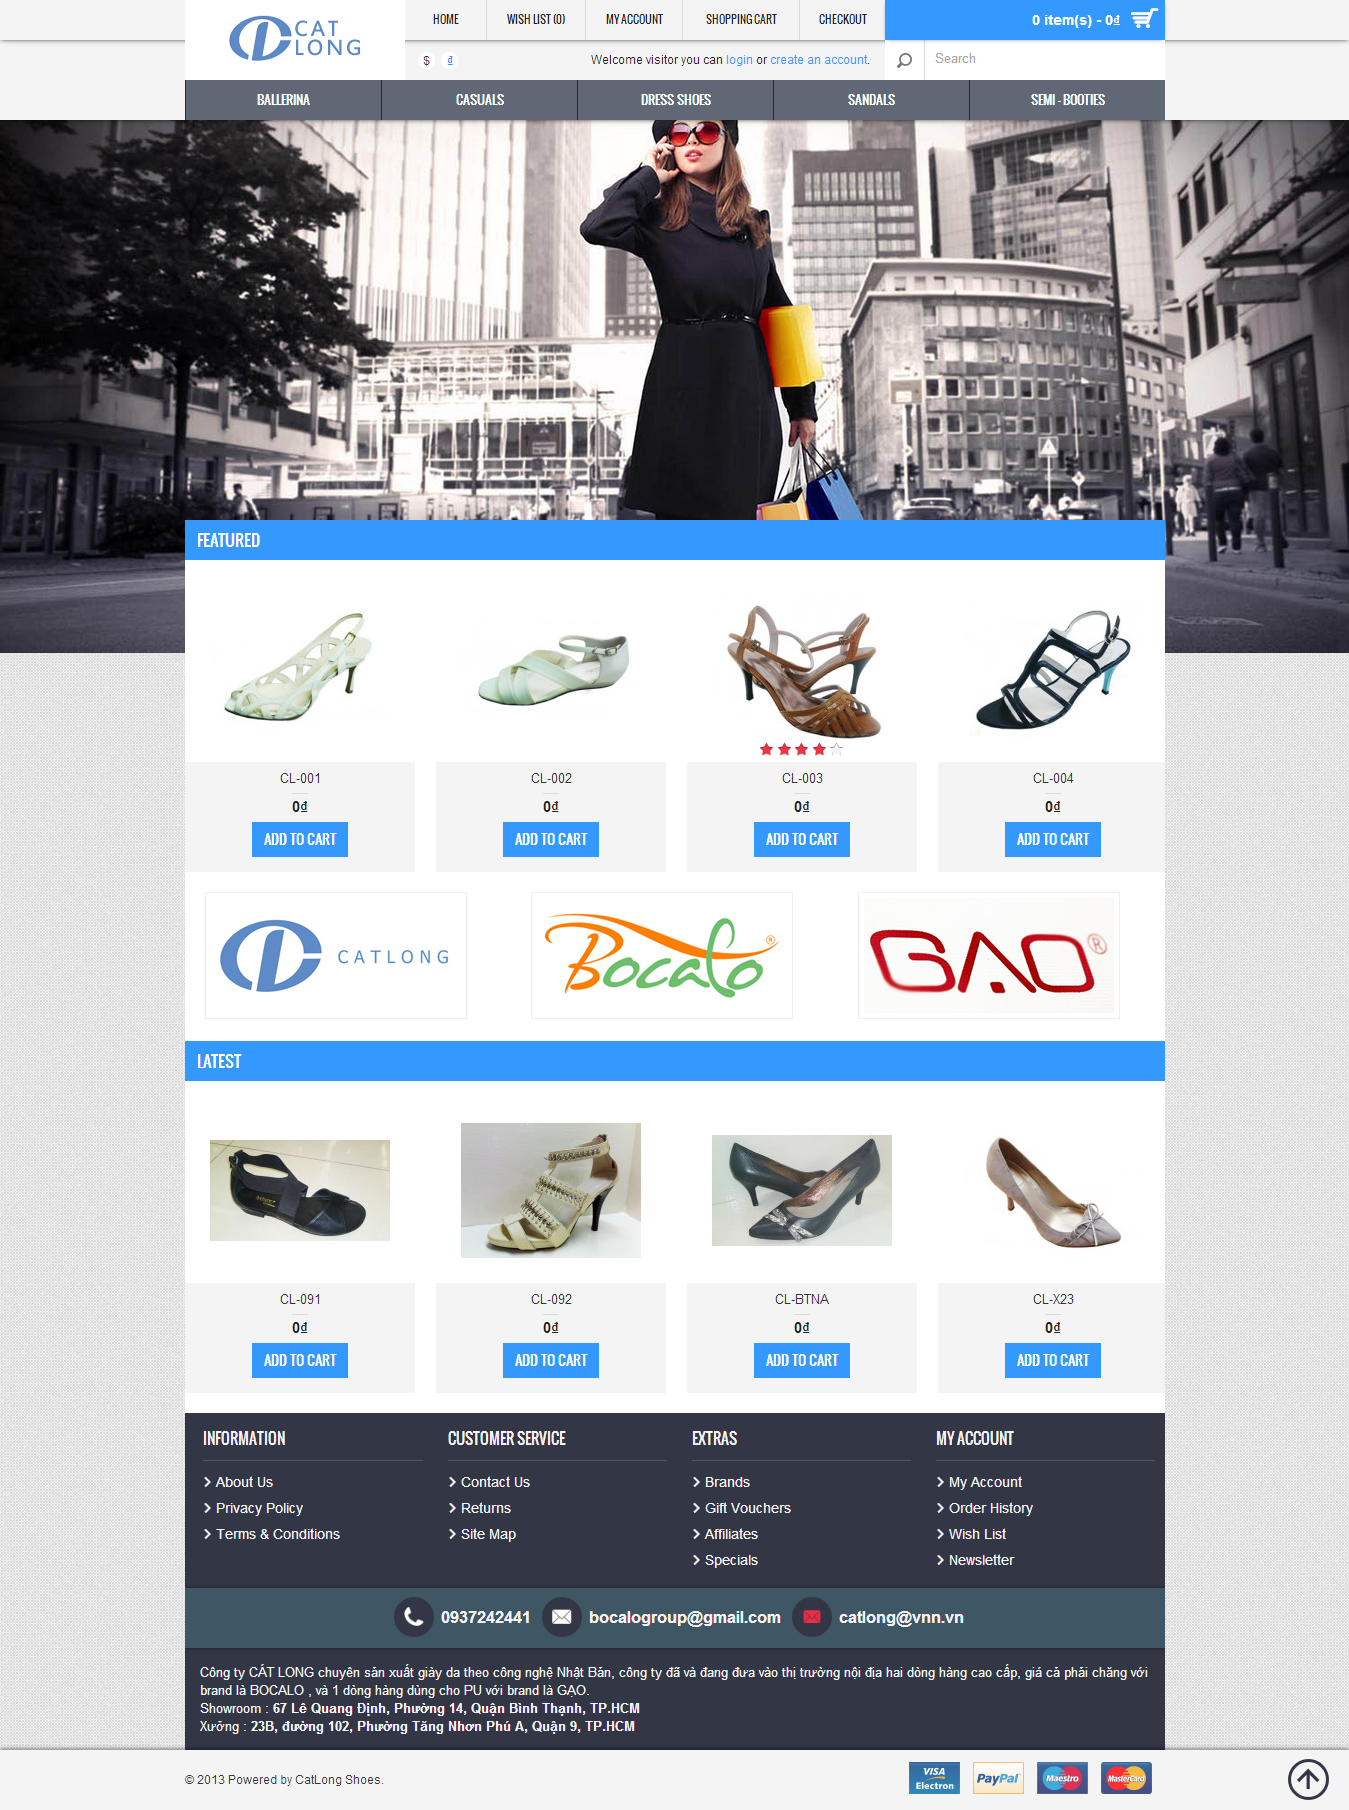 CAT
LONG
HOME
WISH LIST (0)
MY ACCOUNT
SHOPPING CART
CHECKOUT
0 item(s) - 0₫
$
₫
Welcome visitor you can login or create an account.
Search
BALLERINA
CASUALS
DRESS SHOES
SANDALS
SEMI - BOOTIES
FEATURED
CL-001
CL-002
CL-003
CL-004
0₫
0₫
0₫
0₫
ADD TO CART
ADD TO CART
ADD TO CART
ADD TO CART
CATLONG
Bocalo®
GAO®
LATEST
CL-091
CL-092
CL-BTNA
CL-X23
0₫
0₫
0₫
0₫
ADD TO CART
ADD TO CART
ADD TO CART
ADD TO CART
INFORMATION
About Us
Privacy Policy
Terms & Conditions
CUSTOMER SERVICE
Contact Us
Returns
Site Map
EXTRAS
Brands
Gift Vouchers
Affiliates
Specials
MY ACCOUNT
My Account
Order History
Wish List
Newsletter
0937242441
bocalogroup@gmail.com
catlong@vnn.vn
Công ty CÁT LONG chuyên sản xuất giày da theo công nghệ Nhật Bản, công ty đã và đang đưa vào thị trường nội địa hai dòng hàng cao cấp, giá cả phải chăng với
brand là BOCALO , và 1 dòng hàng dùng cho PU với brand là GẠO.
Showroom : 67 Lê Quang Định, Phường 14, Quận Bình Thạnh, TP.HCM
Xưởng : 23B, đường 102, Phường Tăng Nhơn Phú A, Quận 9, TP.HCM
© 2013 Powered by CatLong Shoes.
VISA
Electron
PayPal
Maestro
MasterCard